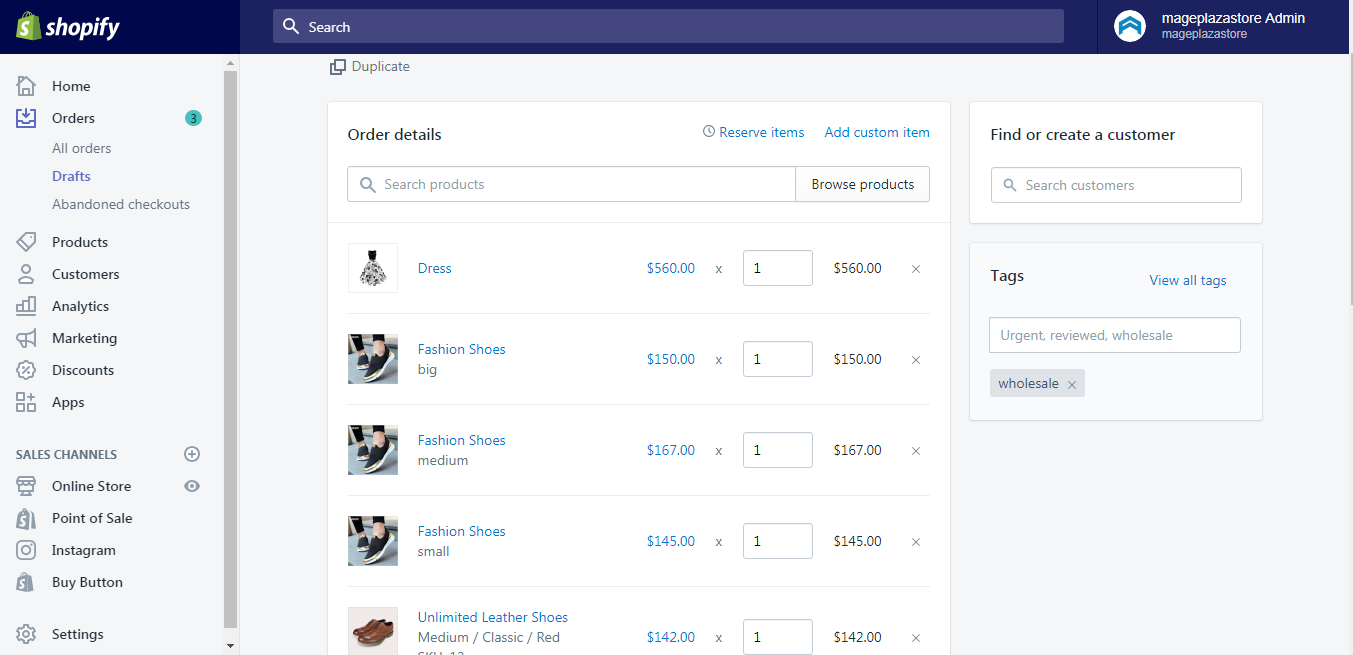 shopify
Search
mageplazastore Admin
mageplazastore
Home
Orders
3
All orders
Drafts
Abandoned checkouts
Products
Customers
Analytics
Marketing
Discounts
Apps
SALES CHANNELS
Online Store
Point of Sale
Instagram
Buy Button
Settings
Duplicate
Order details
Reserve items
Add custom item
Search products
Browse products
Dress $560.00 x 1 $560.00 ×
Fashion Shoes
big
$150.00 x 1 $150.00 ×
Fashion Shoes
medium
$167.00 x 1 $167.00 ×
Fashion Shoes
small
$145.00 x 1 $145.00 ×
Unlimited Leather Shoes
Medium / Classic / Red
$142.00 x 1 $142.00 ×
Find or create a customer
Search customers
Tags
View all tags
Urgent, reviewed, wholesale
wholesale ×